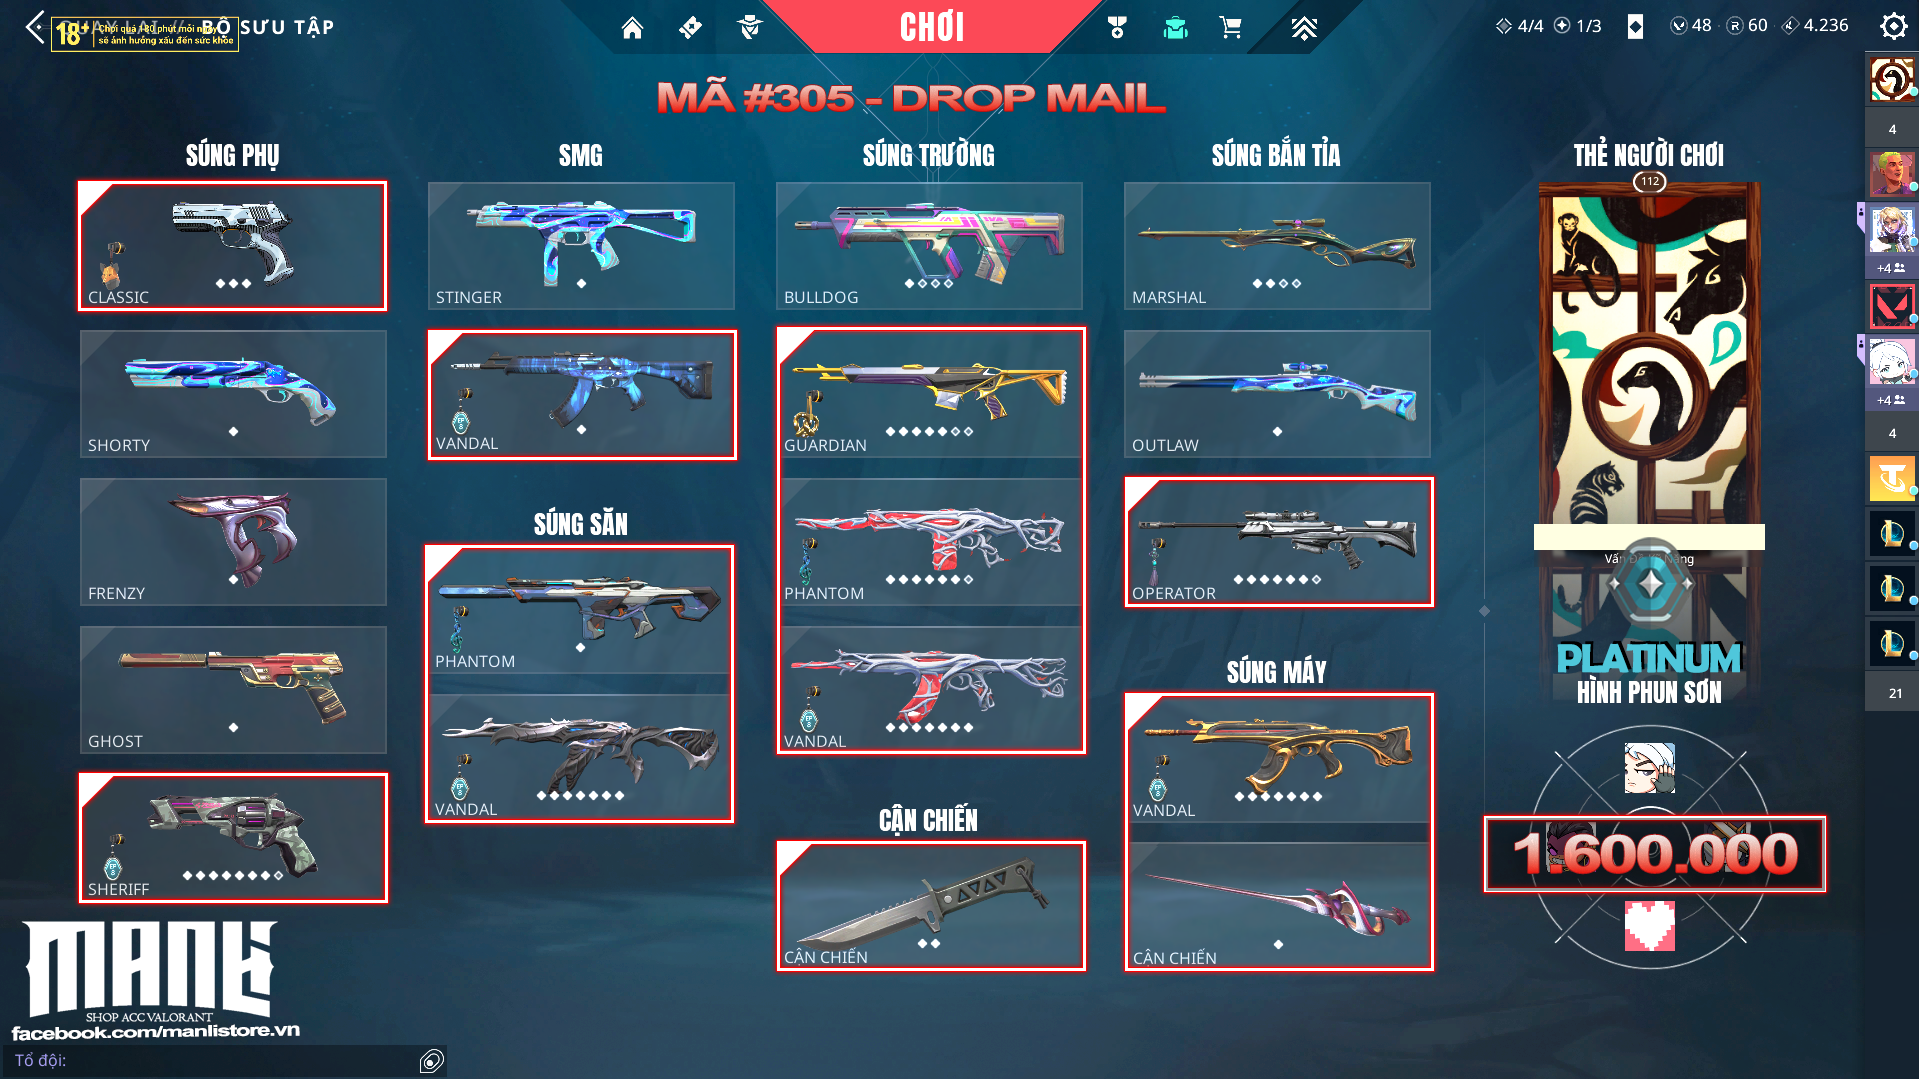 BỘ SƯU TẬP
18+ Chơi quá 180 phút mỗi ngày
sẽ ảnh hưởng xấu đến sức khỏe
CHƠI
4/4 1/3
48 60 4.236
MÃ #305 - DROP MAIL
SÚNG PHỤ
CLASSIC
SHORTY
FRENZY
GHOST
SHERIFF
SMG
STINGER
VANDAL
SÚNG SĂN
PHANTOM
VANDAL
SÚNG TRƯỜNG
BULLDOG
GUARDIAN
PHANTOM
VANDAL
CẬN CHIẾN
CẬN CHIẾN
SÚNG BẮN TỈA
MARSHAL
OUTLAW
OPERATOR
SÚNG MÁY
VANDAL
CẬN CHIẾN
THẺ NGƯỜI CHƠI
112
PLATINUM
HÌNH PHUN SƠN
1.600.000
4
+4
+4
4
21
MANLI
SHOP ACC VALORANT
facebook.com/manlistore.vn
Tổ đội: